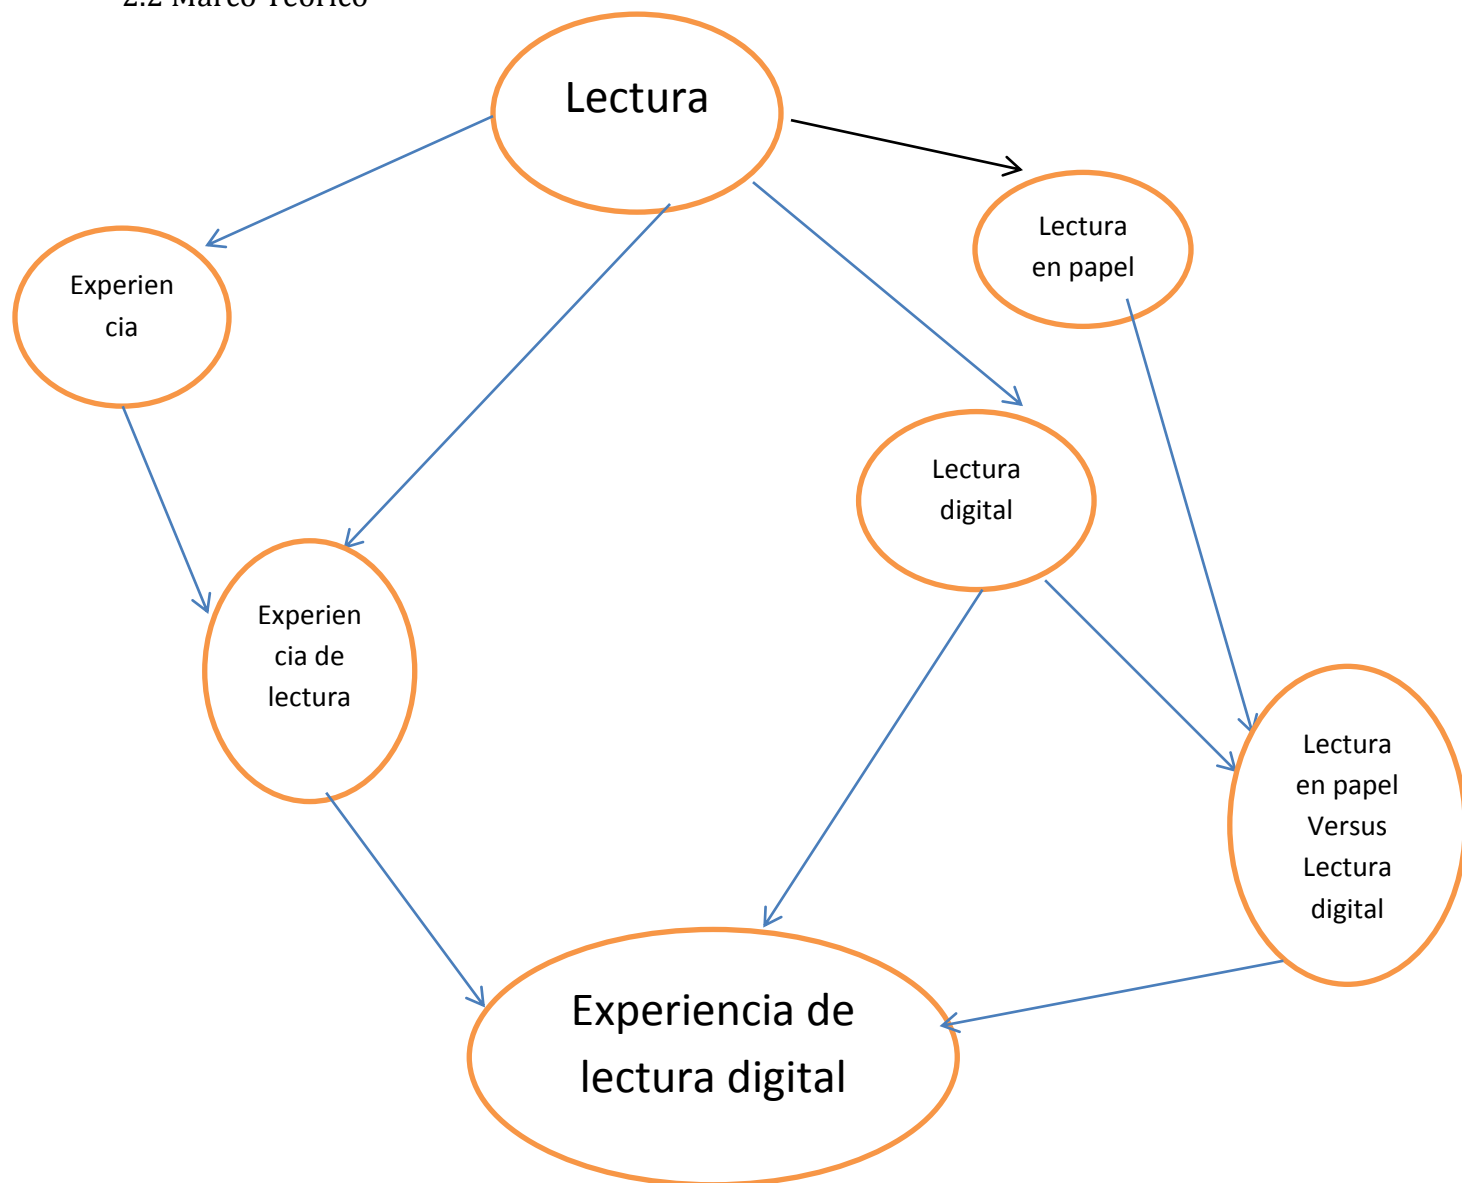 2.2 Marco Teórico
Lectura
Lectura
en papel
Experien
cia
Lectura
digital
Experien
cia de
lectura
Lectura
en papel
Versus
Lectura
digital
Experiencia de
lectura digital